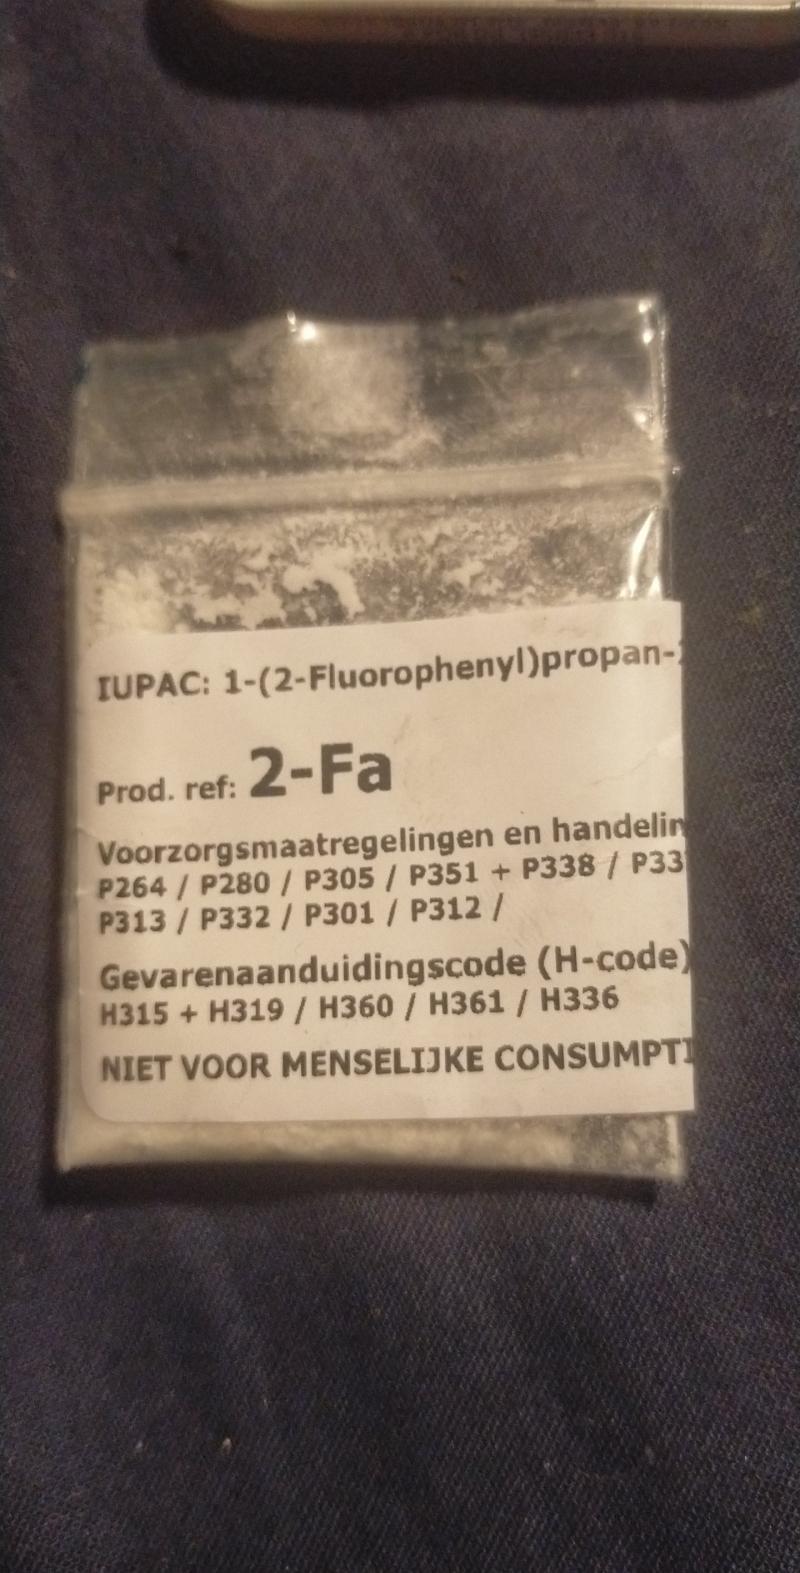 IUPAC: 1-(2-Fluorophenyl)propan-
Prod. ref: 2-Fa
Voorzorgsmaatregelingen en handelin
P264 / P280 / P305 / P351 + P338 / P33
P313 / P332 / P301 / P312 /
Gevarenaanduidingscode (H-code)
H315 + H319 / H360 / H361 / H336
NIET VOOR MENSELIJKE CONSUMPTI